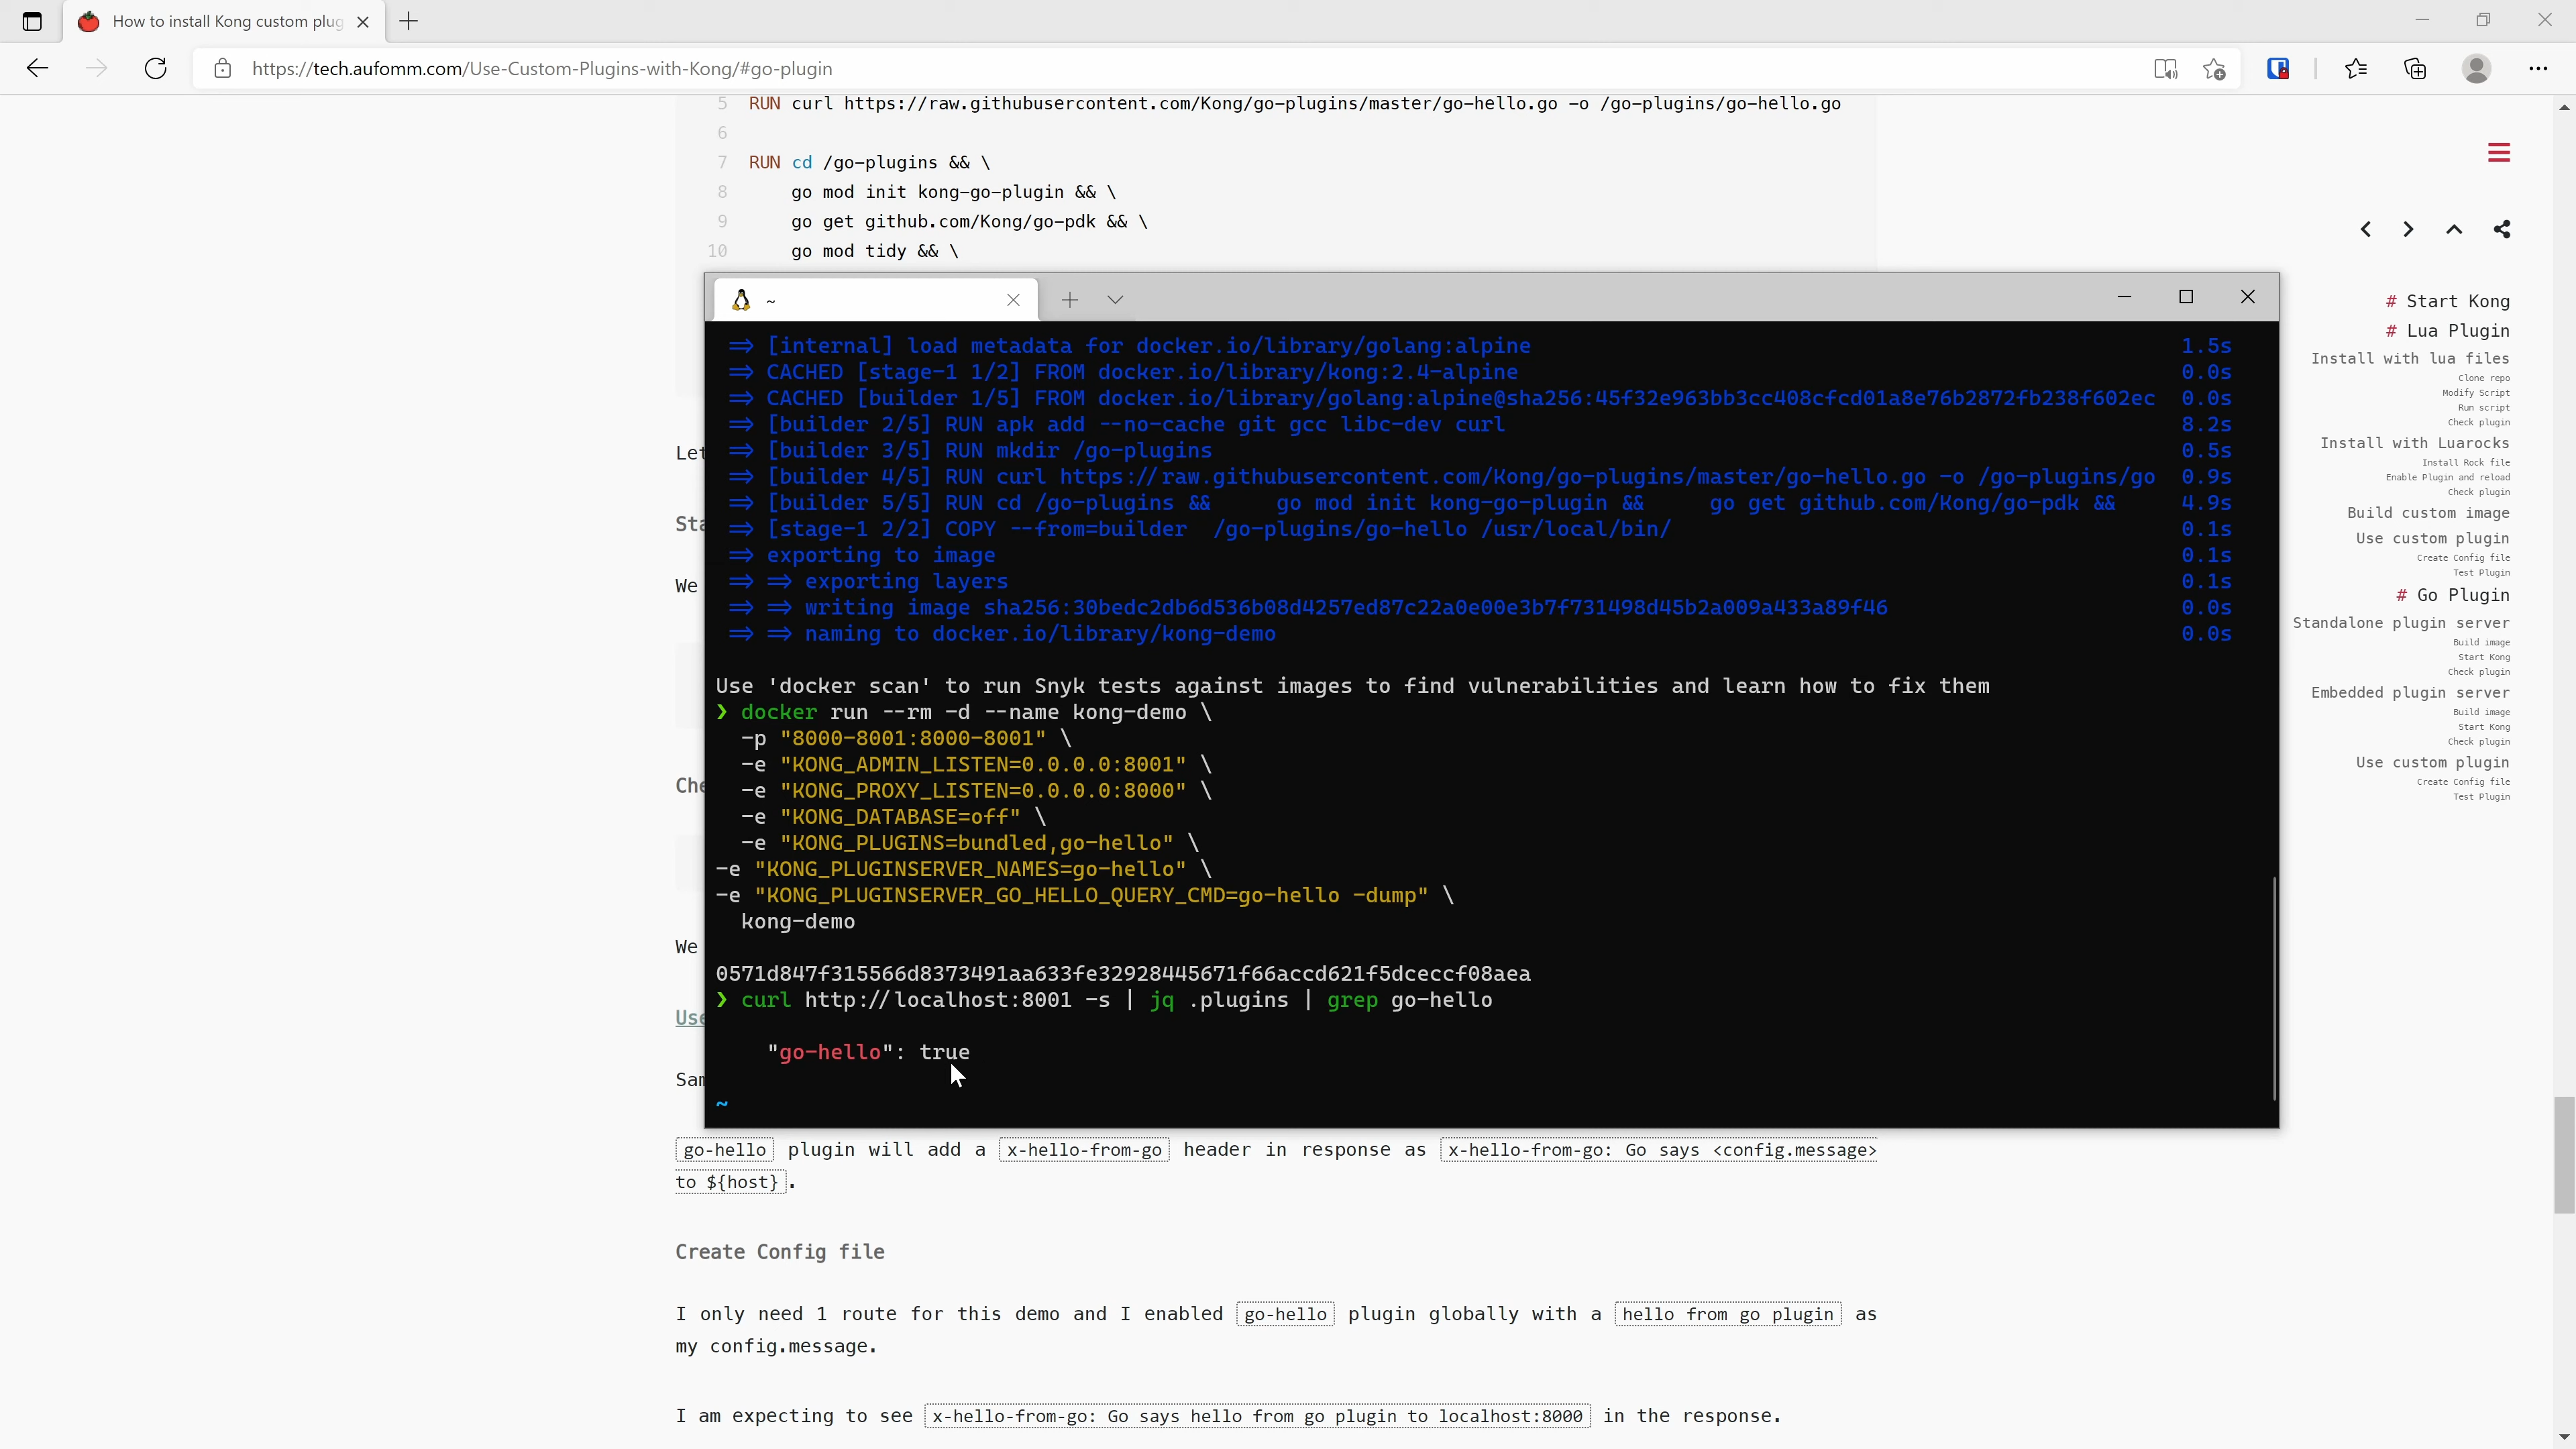 How to install Kong custom plug
https://tech.aufomm.com/Use-Custom-Plugins-with-Kong/#go-plugin
5 RUN curl https://raw.githubusercontent.com/Kong/go-plugins/master/go-hello.go -o /go-plugins/go-hello.go
6
7 RUN cd /go-plugins && \
8 go mod init kong-go-plugin && \
9 go get github.com/Kong/go-pdk && \
10 go mod tidy && \
~
=> [internal] load metadata for docker.io/library/golang:alpine 1.5s
=> CACHED [stage-1 1/2] FROM docker.io/library/kong:2.4-alpine 0.0s
=> CACHED [builder 1/5] FROM docker.io/library/golang:alpine@sha256:45f32e963bb3cc408cfcd01a8e76b2872fb238f602ec 0.0s
=> [builder 2/5] RUN apk add --no-cache git gcc libc-dev curl 8.2s
=> [builder 3/5] RUN mkdir /go-plugins 0.5s
=> [builder 4/5] RUN curl https://raw.githubusercontent.com/Kong/go-plugins/master/go-hello.go -o /go-plugins/go 0.9s
=> [builder 5/5] RUN cd /go-plugins && go mod init kong-go-plugin && go get github.com/Kong/go-pdk && 4.9s
=> [stage-1 2/2] COPY --from=builder /go-plugins/go-hello /usr/local/bin/ 0.1s
=> exporting to image 0.1s
=> => exporting layers 0.1s
=> => writing image sha256:30bedc2db6d536b08d4257ed87c22a0e00e3b7f731498d45b2a009a433a89f46 0.0s
=> => naming to docker.io/library/kong-demo 0.0s
Use 'docker scan' to run Snyk tests against images to find vulnerabilities and learn how to fix them
❯ docker run --rm -d --name kong-demo \
-p "8000-8001:8000-8001" \
-e "KONG_ADMIN_LISTEN=0.0.0.0:8001" \
-e "KONG_PROXY_LISTEN=0.0.0.0:8000" \
-e "KONG_DATABASE=off" \
-e "KONG_PLUGINS=bundled,go-hello" \
-e "KONG_PLUGINSERVER_NAMES=go-hello" \
-e "KONG_PLUGINSERVER_GO_HELLO_QUERY_CMD=go-hello -dump" \
kong-demo
0571d847f315566d8373491aa633fe32928445671f66accd621f5dceccf08aea
❯ curl http://localhost:8001 -s | jq .plugins | grep go-hello
"go-hello": true
~
Let
Sta
We
Che
We
Use
Sam
go-hello plugin will add a x-hello-from-go header in response as x-hello-from-go: Go says <config.message>
to ${host}.
Create Config file
I only need 1 route for this demo and I enabled go-hello plugin globally with a hello from go plugin as
my config.message.
I am expecting to see x-hello-from-go: Go says hello from go plugin to localhost:8000 in the response.
# Start Kong
# Lua Plugin
Install with lua files
Clone repo
Modify Script
Run script
Check plugin
Install with Luarocks
Install Rock file
Enable Plugin and reload
Check plugin
Build custom image
Use custom plugin
Create Config file
Test Plugin
# Go Plugin
Standalone plugin server
Build image
Start Kong
Check plugin
Embedded plugin server
Build image
Start Kong
Check plugin
Use custom plugin
Create Config file
Test Plugin